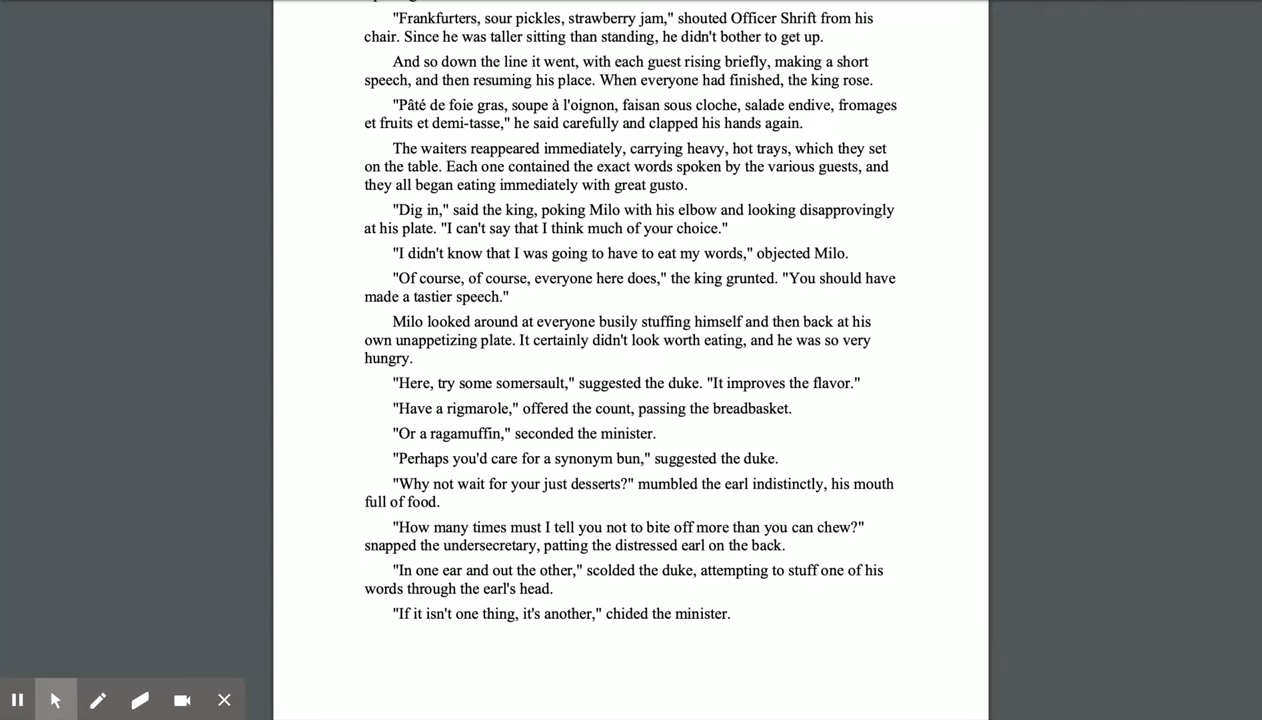 "Frankfurters, sour pickles, strawberry jam," shouted Officer Shrift from his
chair. Since he was taller sitting than standing, he didn't bother to get up.
And so down the line it went, with each guest rising briefly, making a short
speech, and then resuming his place. When everyone had finished, the king rose.
"Pâté de foie gras, soupe à l'oignon, faisan sous cloche, salade endive, fromages
et fruits et demi-tasse," he said carefully and clapped his hands again.
The waiters reappeared immediately, carrying heavy, hot trays, which they set
on the table. Each one contained the exact words spoken by the various guests, and
they all began eating immediately with great gusto.
"Dig in," said the king, poking Milo with his elbow and looking disapprovingly
at his plate. "I can't say that I think much of your choice."
"I didn't know that I was going to have to eat my words," objected Milo.
"Of course, of course, everyone here does," the king grunted. "You should have
made a tastier speech."
Milo looked around at everyone busily stuffing himself and then back at his
own unappetizing plate. It certainly didn't look worth eating, and he was so very
hungry.
"Here, try some somersault," suggested the duke. "It improves the flavor."
"Have a rigmarole," offered the count, passing the breadbasket.
"Or a ragamuffin," seconded the minister.
"Perhaps you'd care for a synonym bun," suggested the duke.
"Why not wait for your just desserts?" mumbled the earl indistinctly, his mouth
full of food.
"How many times must I tell you not to bite off more than you can chew?"
snapped the undersecretary, patting the distressed earl on the back.
"In one ear and out the other," scolded the duke, attempting to stuff one of his
words through the earl's head.
"If it isn't one thing, it's another," chided the minister.